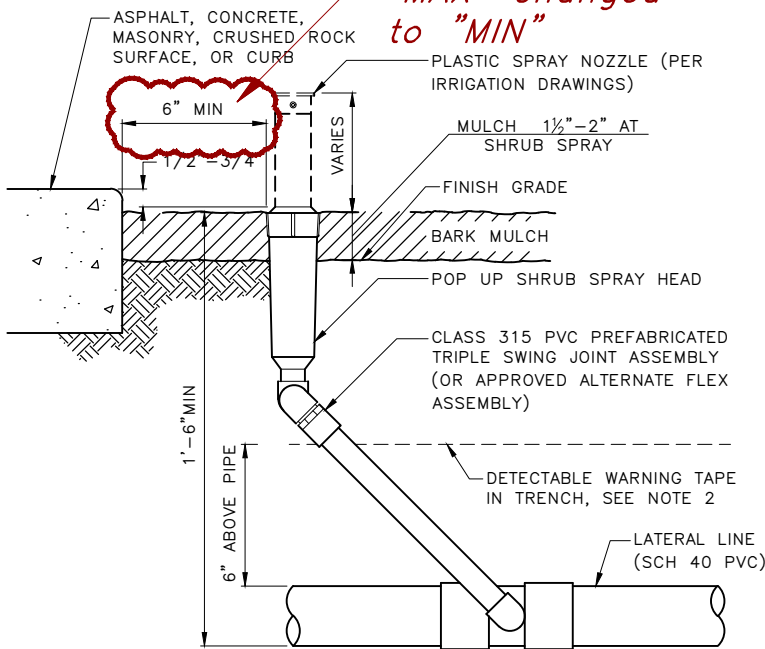 "MAX" changed
to "MIN"
ASPHALT, CONCRETE,
MASONRY, CRUSHED ROCK
SURFACE, OR CURB
PLASTIC SPRAY NOZZLE (PER
IRRIGATION DRAWINGS)
6" MIN
VARIES
MULCH 1½"-2" AT
SHRUB SPRAY
1/2"-3/4"
FINISH GRADE
BARK MULCH
POP UP SHRUB SPRAY HEAD
CLASS 315 PVC PREFABRICATED
TRIPLE SWING JOINT ASSEMBLY
(OR APPROVED ALTERNATE FLEX
ASSEMBLY)
1'-6"MIN
6" ABOVE PIPE
DETECTABLE WARNING TAPE
IN TRENCH, SEE NOTE 2
LATERAL LINE
(SCH 40 PVC)